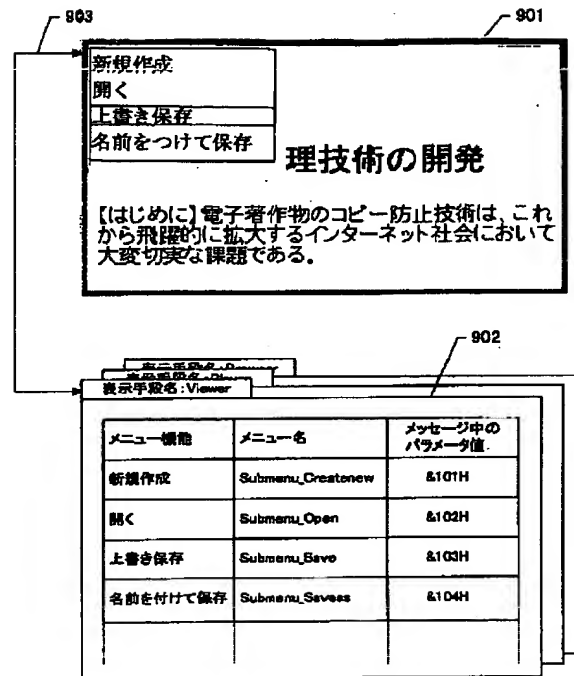 903
901
新規作成
開く
上書き保存
名前をつけて保存
理技術の開発
【はじめに】電子著作物のコピー防止技術は、これ
から飛躍的に拡大するインターネット社会において
大変切実な課題である。
902
表示手段名:Viewer
メニュー機能 メニュー名 メッセージ中の
パラメータ値
新規作成 Submenu_Createnew &101H
開く Submenu_Open &102H
上書き保存 Submenu_Save &103H
名前を付けて保存 Submenu_Saveas &104H